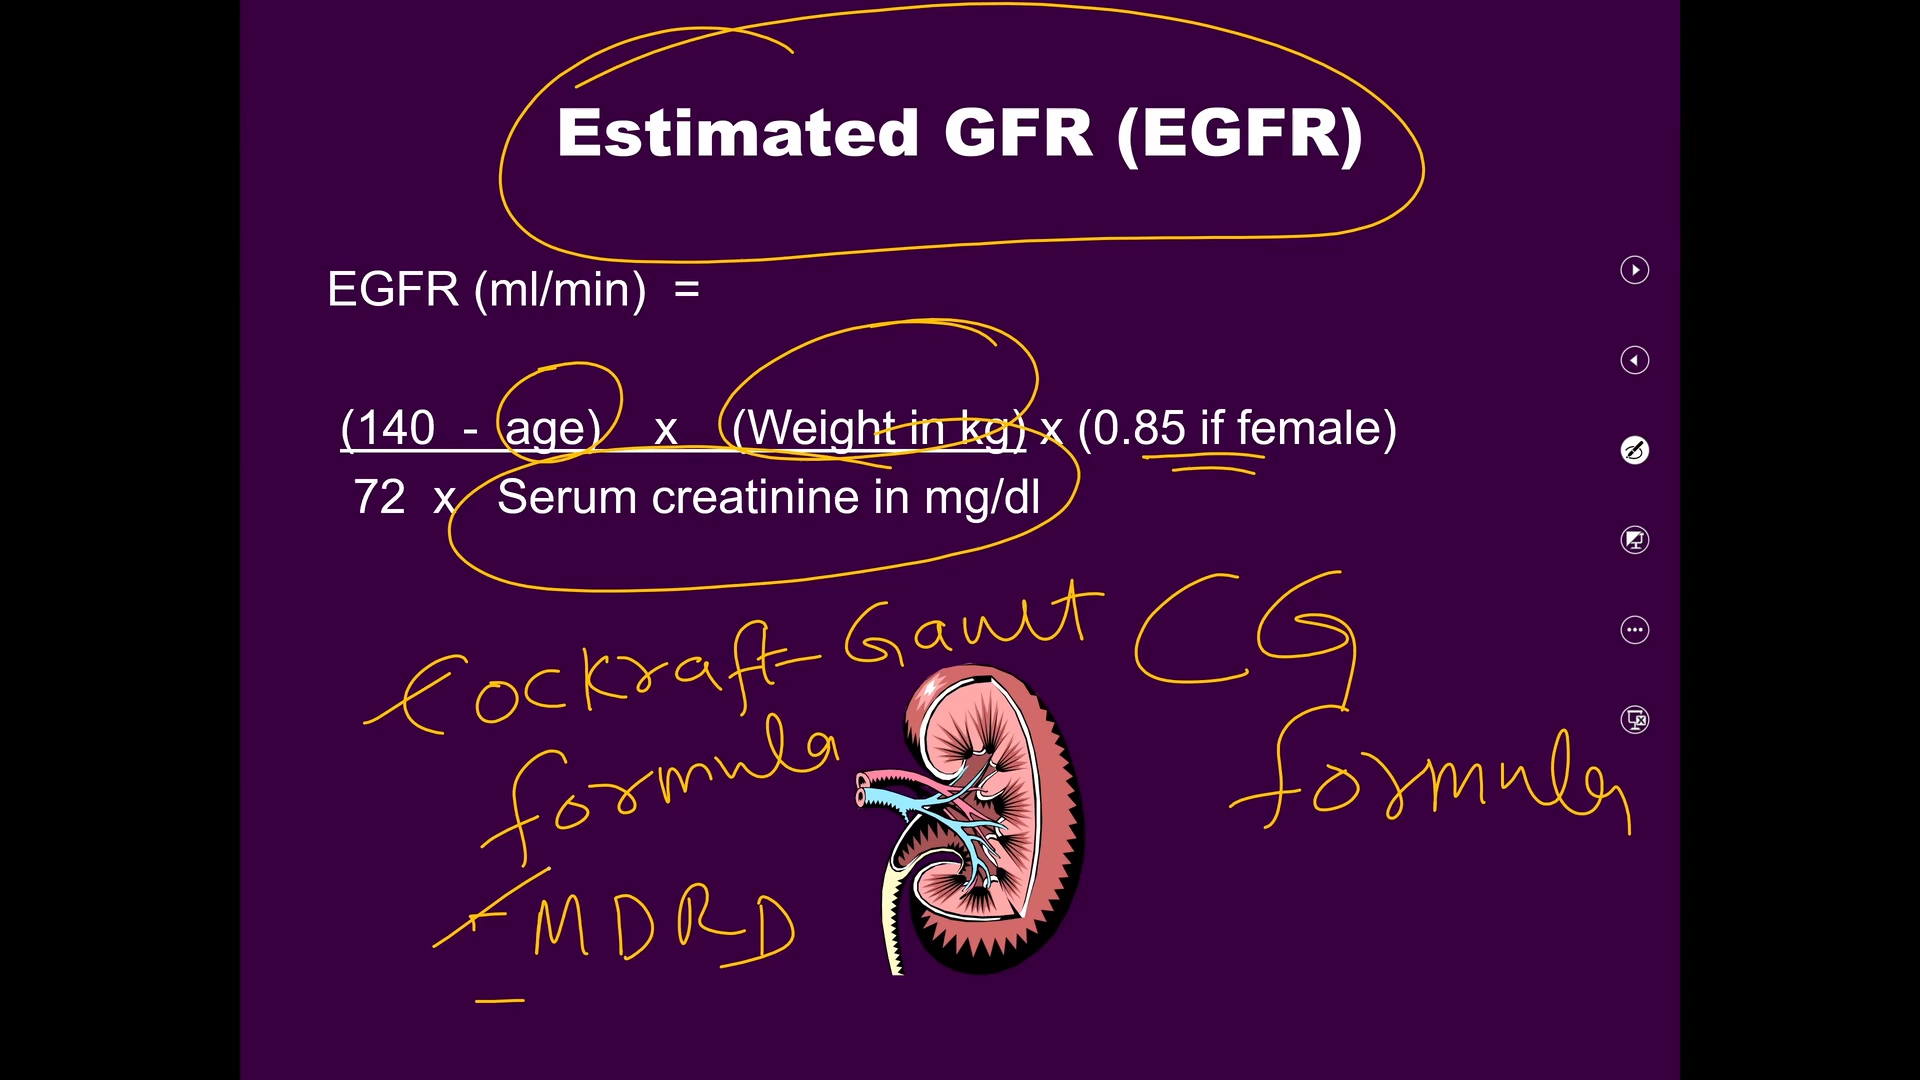 Estimated GFR (EGFR)
EGFR (ml/min) =
(140 - age) x (Weight in kg) x (0.85 if female)
72 x Serum creatinine in mg/dl
Cockraft-Gault CG
formula
formula
- MDRD
-